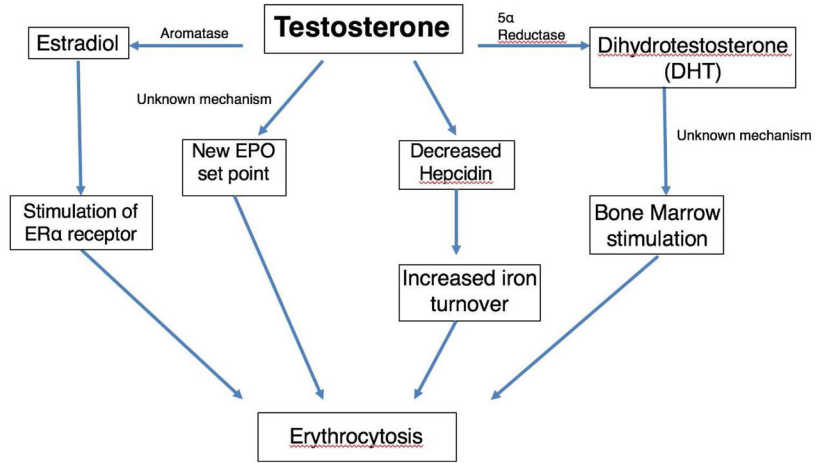 Testosterone
Estradiol
Aromatase
5α
Reductase
Dihydrotestosterone
(DHT)
Unknown mechanism
Unknown mechanism
New EPO
set point
Decreased
Hepcidin
Stimulation of
ERα receptor
Bone Marrow
stimulation
Increased iron
turnover
Erythrocytosis